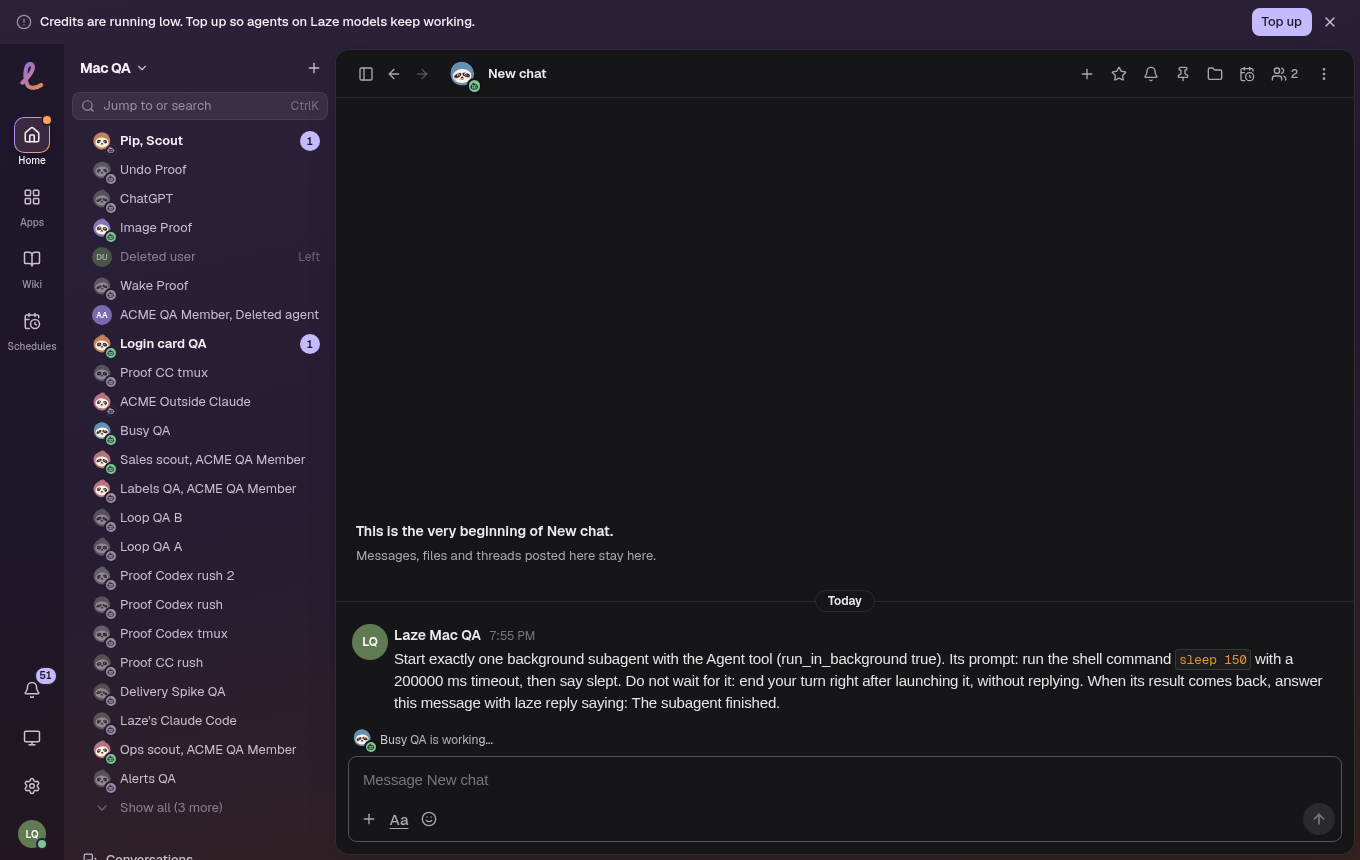 Credits are running low. Top up so agents on Laze models keep working.
Top up
Mac QA
New chat
2
Jump to or search
CtrlK
Home
Apps
Wiki
Schedules
51
LQ
Pip, Scout
1
Undo Proof
ChatGPT
Image Proof
DU
Deleted user
Left
Wake Proof
AA
ACME QA Member, Deleted agent
Login card QA
1
Proof CC tmux
ACME Outside Claude
Busy QA
Sales scout, ACME QA Member
Labels QA, ACME QA Member
Loop QA B
Loop QA A
Proof Codex rush 2
Proof Codex rush
Proof Codex tmux
Proof CC rush
Delivery Spike QA
Laze's Claude Code
Ops scout, ACME QA Member
Alerts QA
Show all (3 more)
Conversations
This is the very beginning of New chat.
Messages, files and threads posted here stay here.
Today
LQ
Laze Mac QA 7:55 PM
Start exactly one background subagent with the Agent tool (run_in_background true). Its prompt: run the shell command sleep 150 with a
200000 ms timeout, then say slept. Do not wait for it: end your turn right after launching it, without replying. When its result comes back, answer
this message with laze reply saying: The subagent finished.
Busy QA is working...
Message New chat
Aa